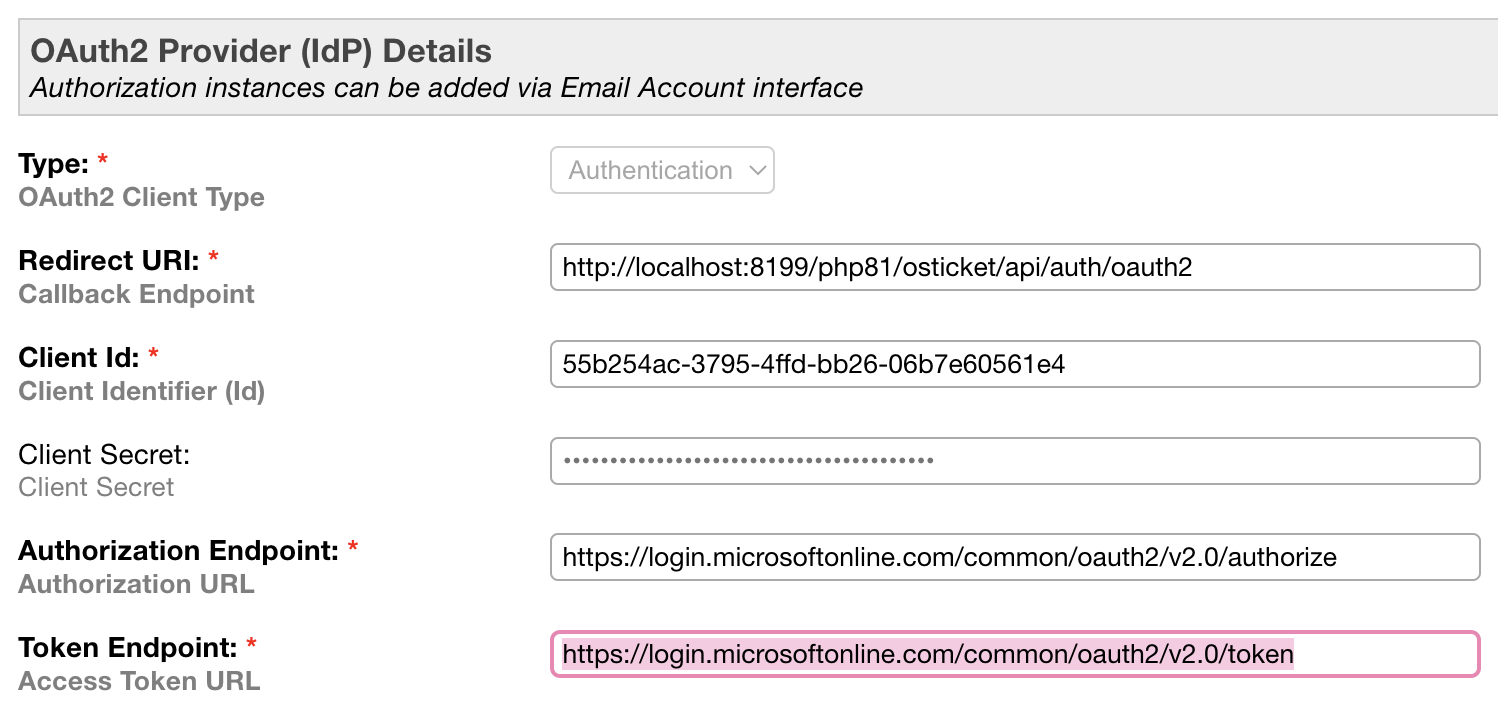 OAuth2 Provider (IdP) Details
Authorization instances can be added via Email Account interface
Type: *
OAuth2 Client Type
Authentication
Redirect URI: *
Callback Endpoint
http://localhost:8199/php81/osticket/api/auth/oauth2
Client Id: *
Client Identifier (Id)
55b254ac-3795-4ffd-bb26-06b7e60561e4
Client Secret:
Client Secret
••••••••••••••••••••••••••••••••••••••••
Authorization Endpoint: *
Authorization URL
https://login.microsoftonline.com/common/oauth2/v2.0/authorize
Token Endpoint: *
Access Token URL
https://login.microsoftonline.com/common/oauth2/v2.0/token